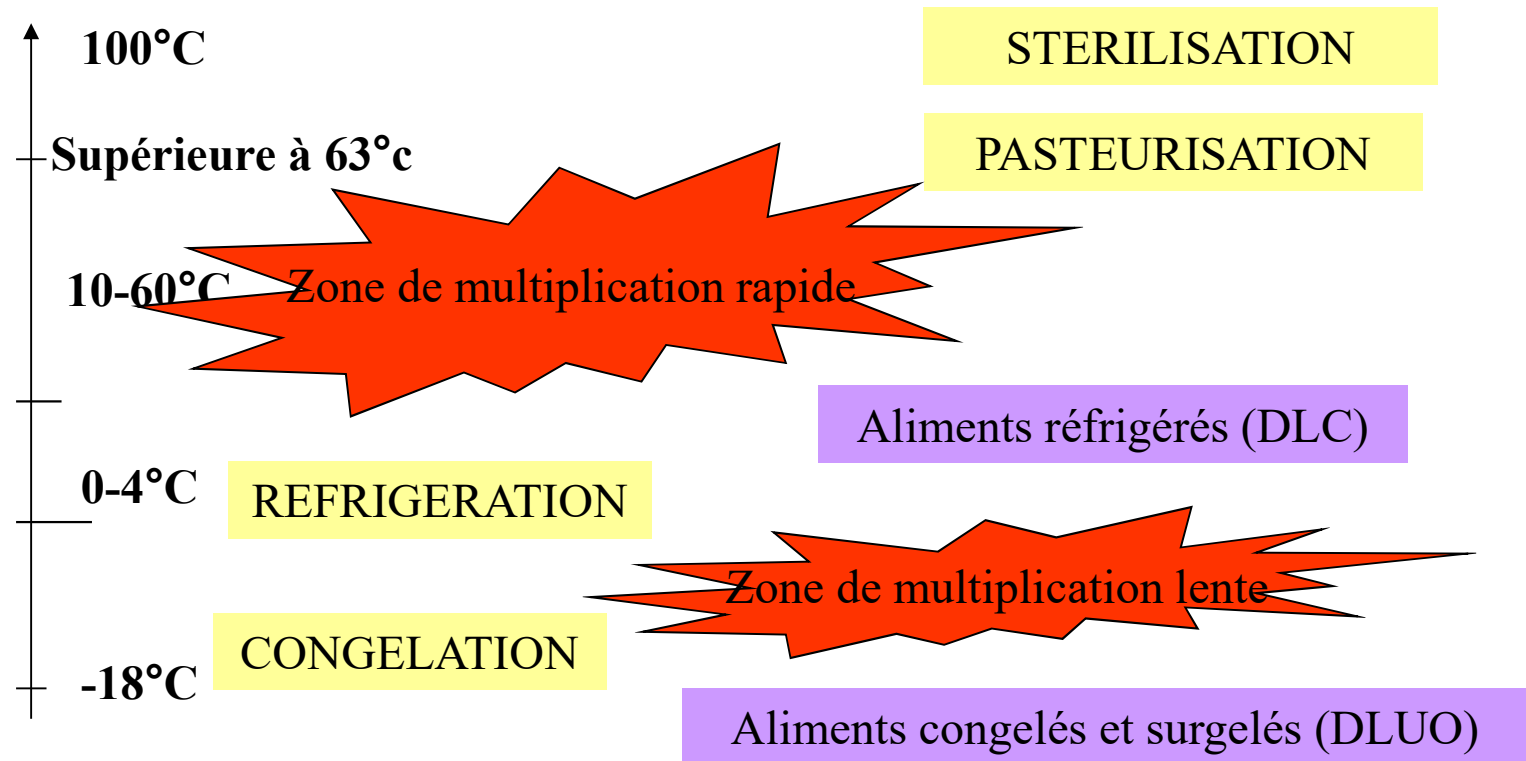 100°C
STERILISATION
Supérieure à 63°c
PASTEURISATION
10-60°C
Zone de multiplication rapide
Aliments réfrigérés (DLC)
0-4°C
REFRIGERATION
Zone de multiplication lente
CONGELATION
-18°C
Aliments congelés et surgelés (DLUO)